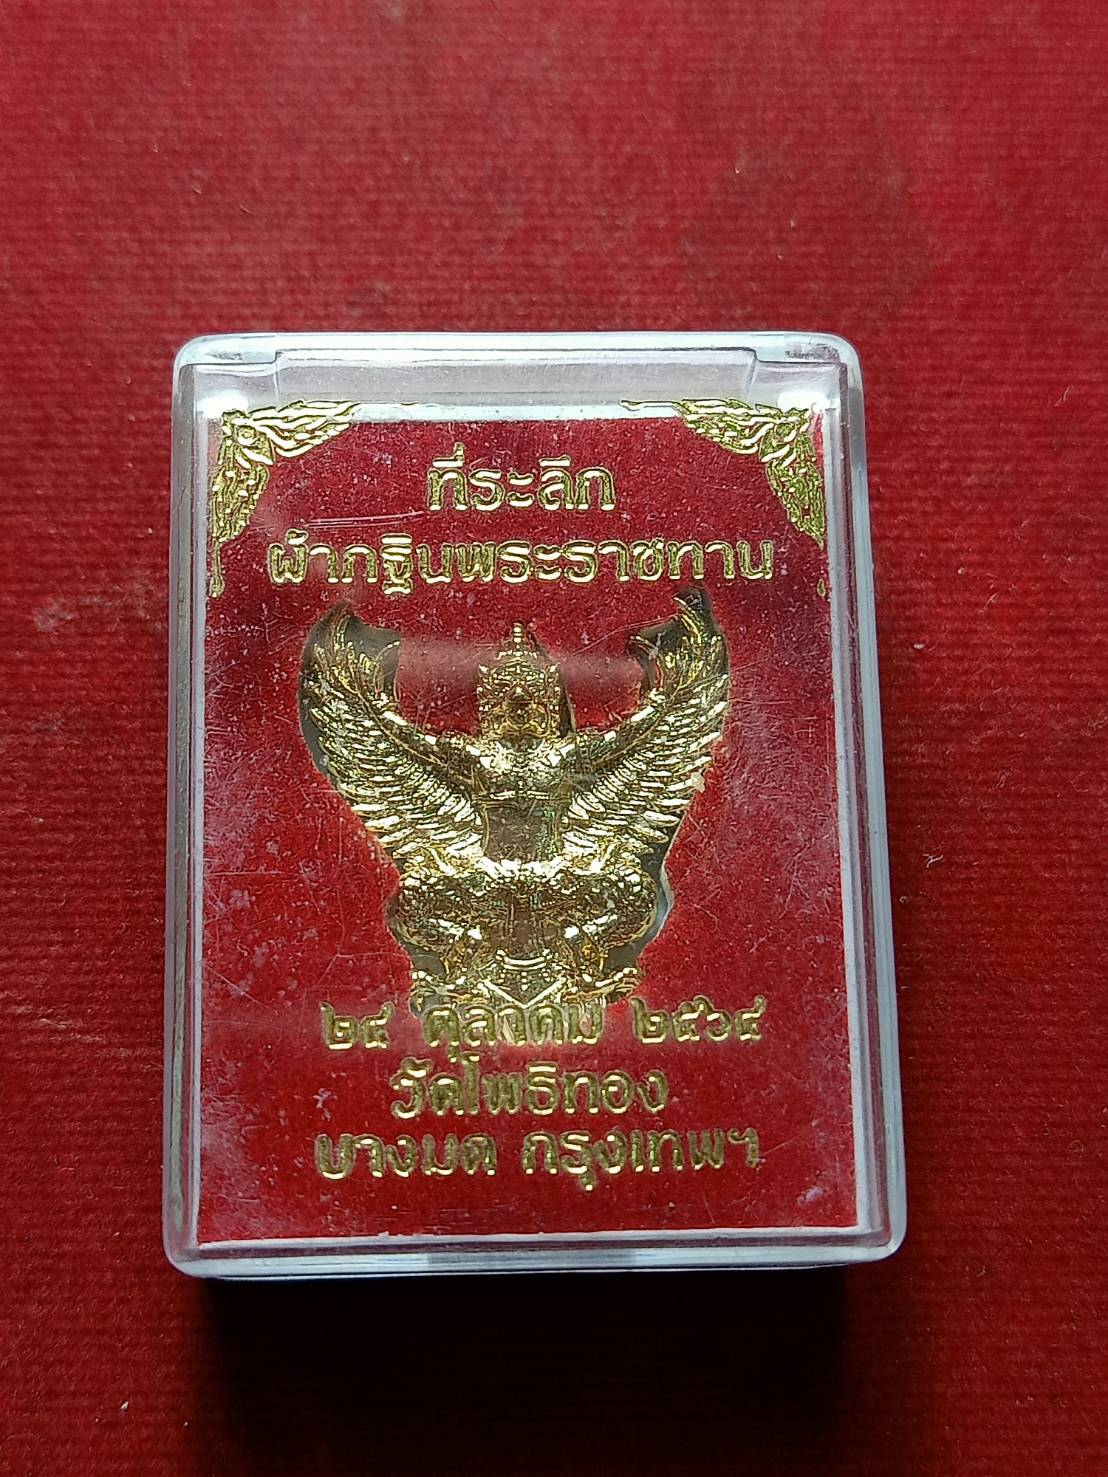 ที่ระลึก
ผ้ากฐินพระราชทาน
๒๔ ตุลาคม ๒๕๖๔
วัดโพธิทอง
บางมด กรุงเทพฯ